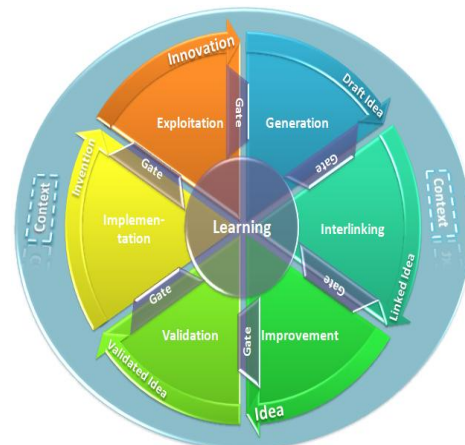 Innovation
Exploitation
Gate
Generation
Draft Idea
Gate
Interlinking
Linked Idea
Gate
Improvement
Idea
Gate
Validation
Validated Idea
Gate
Implemen-
tation
Invention
Gate
Learning
Context
Context